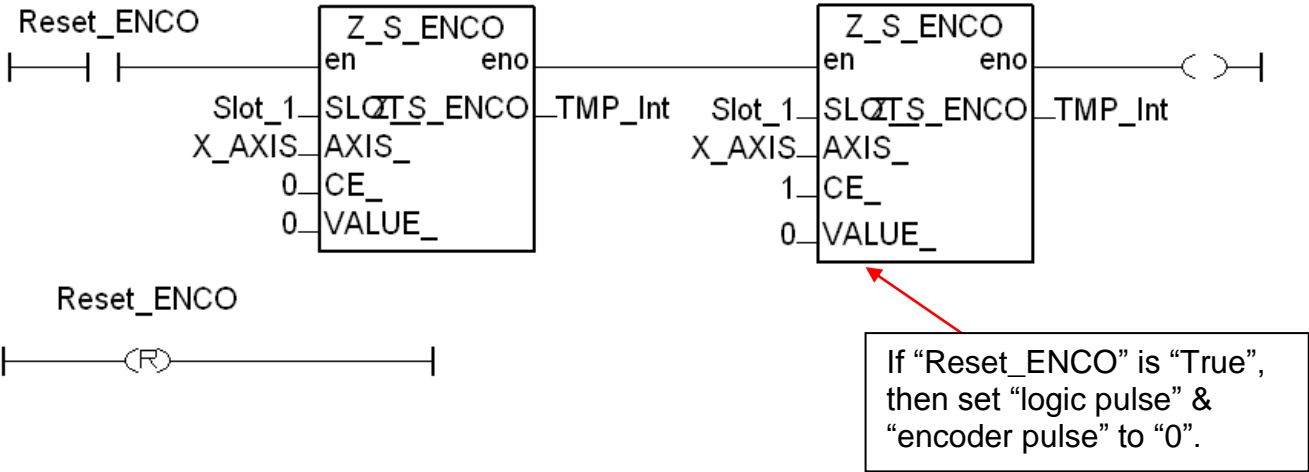 Reset_ENCO
Z_S_ENCO
en eno
Slot_1 SLOT_ Z_S_ENCO TMP_Int
X_AXIS AXIS_
0 CE_
0 VALUE_
Z_S_ENCO
en eno
Slot_1 SLOT_ Z_S_ENCO TMP_Int
X_AXIS AXIS_
1 CE_
0 VALUE_
Reset_ENCO
R
If “Reset_ENCO” is “True”,
then set “logic pulse” &
“encoder pulse” to “0”.